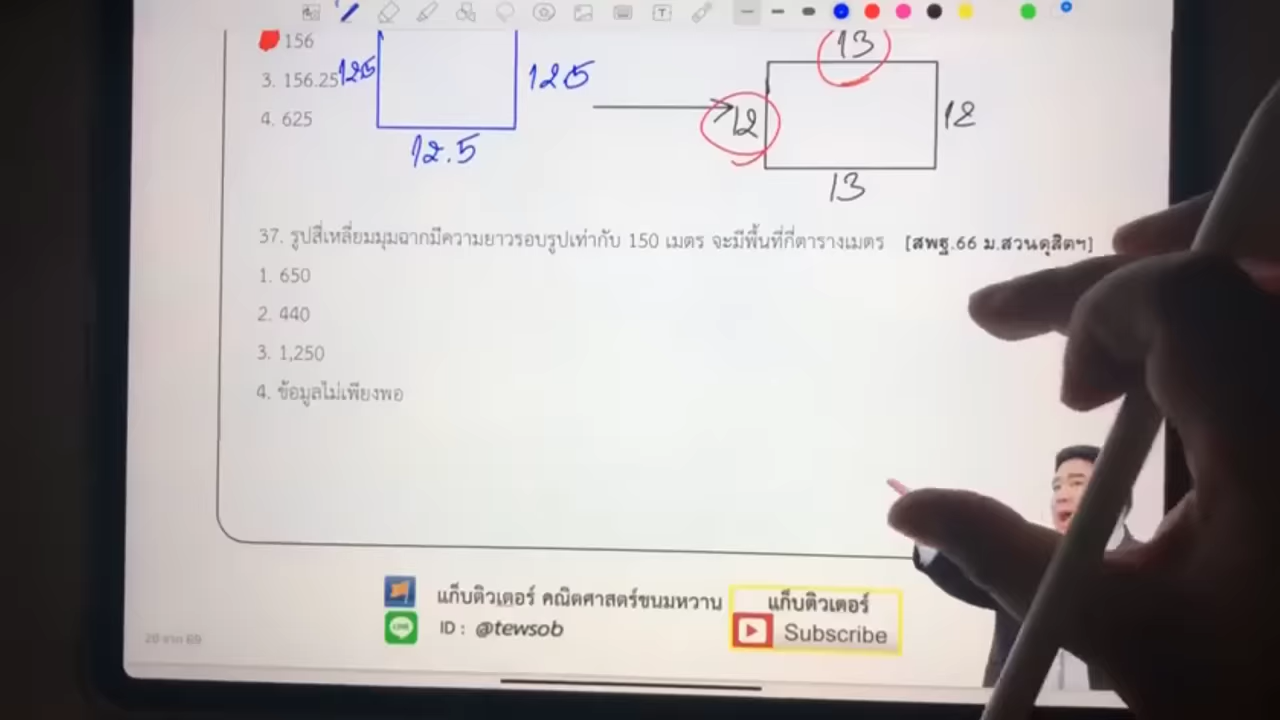 156
3. 156.25
125
125
4. 625
12.5
13
12
12
13
37. รูปสี่เหลี่ยมมุมฉากมีความยาวรอบรูปเท่ากับ 150 เมตร จะมีพื้นที่กี่ตารางเมตร [สพฐ.66 ม.สวนดุสิตฯ]
1. 650
2. 440
3. 1,250
4. ข้อมูลไม่เพียงพอ
แก็บติวเตอร์ คณิตศาสตร์ขนมหวาน
ID : @tewsob
แก็บติวเตอร์
Subscribe
20 จาก 69